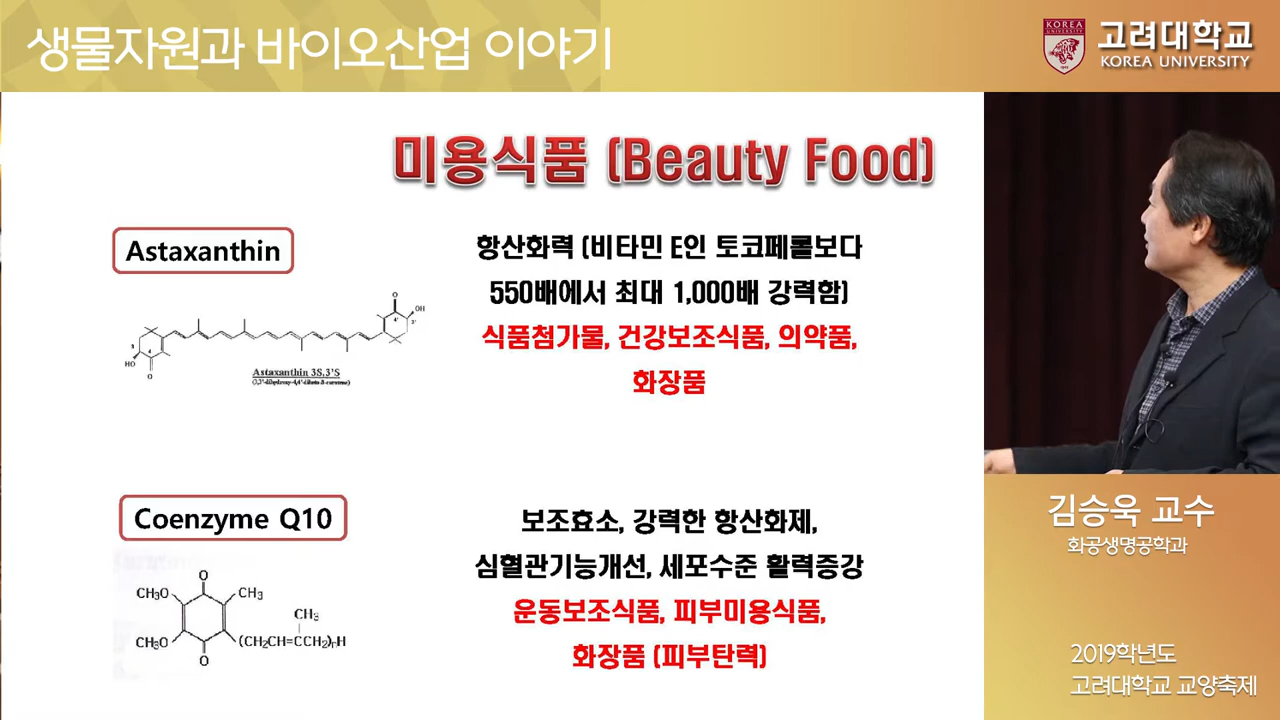 생물자원과 바이오산업 이야기
KOREA
UNIVERSITY
고려대학교
KOREA UNIVERSITY
미용식품 (Beauty Food)
Astaxanthin
항산화력 (비타민 E인 토코페롤보다
550배에서 최대 1,000배 강력함)
식품첨가물, 건강보조식품, 의약품,
화장품
O
4'
OH
3'
3
4
HO
O
Astaxanthin 3S,3'S
Coenzyme Q10
보조효소, 강력한 항산화제,
심혈관기능개선, 세포수준 활력증강
운동보조식품, 피부미용식품,
화장품 (피부탄력)
O
CH₃O
CH₃
CH₃
CH₃O
(CH₂CH=CCH₂)nH
O
김승욱 교수
화공생명공학과
2019학년도
고려대학교 교양축제